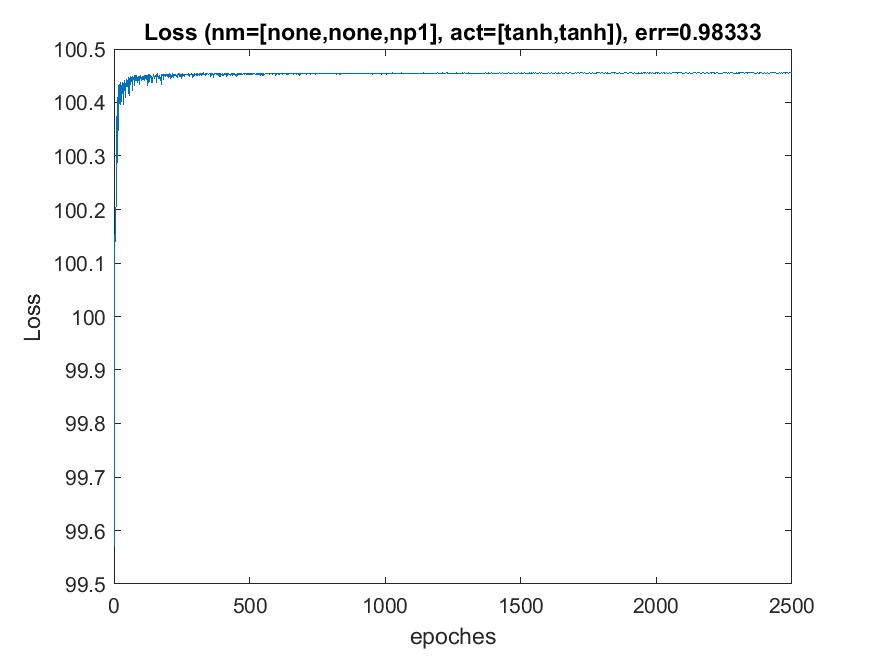 Loss (nm=[none,none,np1], act=[tanh,tanh]), err=0.98333
100.5
100.4
100.3
100.2
100.1
100
99.9
99.8
99.7
99.6
99.5
Loss
0 500 1000 1500 2000 2500
epoches